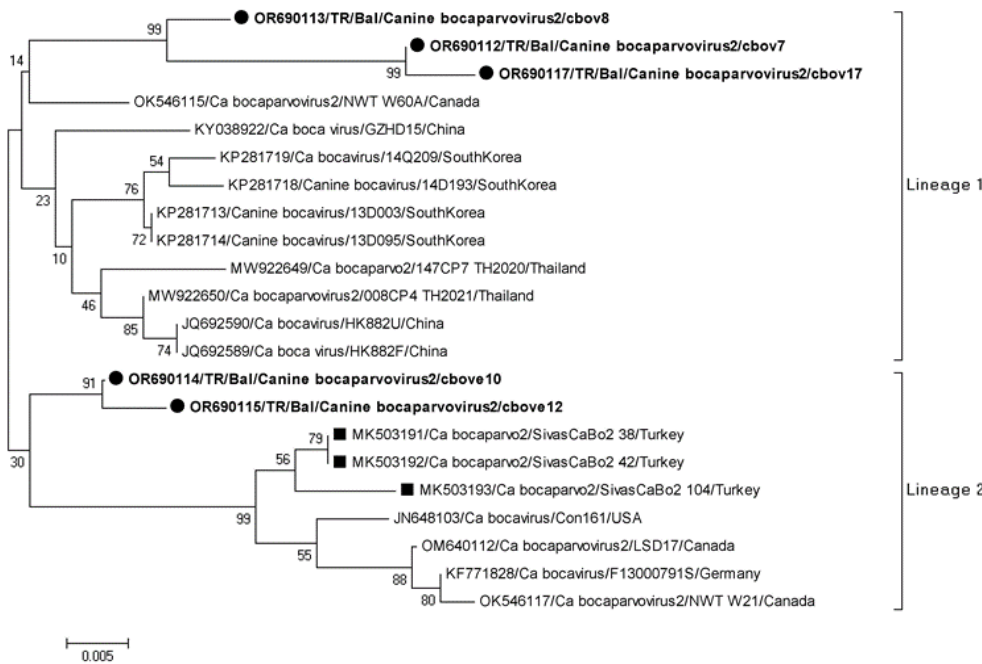 OR690113/TR/Bal/Canine bocaparvovirus2/cbov8
99
OR690112/TR/Bal/Canine bocaparvovirus2/cbov7
14
99
OR690117/TR/Bal/Canine bocaparvovirus2/cbov17
OK546115/Ca bocaparvovirus2/NWT W60A/Canada
KY038922/Ca boca virus/GZHD15/China
54
KP281719/Ca bocavirus/14Q209/SouthKorea
76
KP281718/Canine bocavirus/14D193/SouthKorea
Lineage 1
23
KP281713/Canine bocavirus/13D003/SouthKorea
72
KP281714/Canine bocavirus/13D095/SouthKorea
10
MW922649/Ca bocaparvo2/147CP7 TH2020/Thailand
46
MW922650/Ca bocaparvovirus2/008CP4 TH2021/Thailand
85
JQ692590/Ca bocavirus/HK882U/China
74
JQ692589/Ca boca virus/HK882F/China
91
OR690114/TR/Bal/Canine bocaparvovirus2/cbove10
OR690115/TR/Bal/Canine bocaparvovirus2/cbove12
79
MK503191/Ca bocaparvo2/SivasCaBo2 38/Turkey
30
56
MK503192/Ca bocaparvo2/SivasCaBo2 42/Turkey
MK503193/Ca bocaparvo2/SivasCaBo2 104/Turkey
Lineage 2
99
JN648103/Ca bocavirus/Con161/USA
55
OM640112/Ca bocaparvovirus2/LSD17/Canada
88
KF771828/Ca bocavirus/F13000791S/Germany
80
OK546117/Ca bocaparvovirus2/NWT W21/Canada
0.005